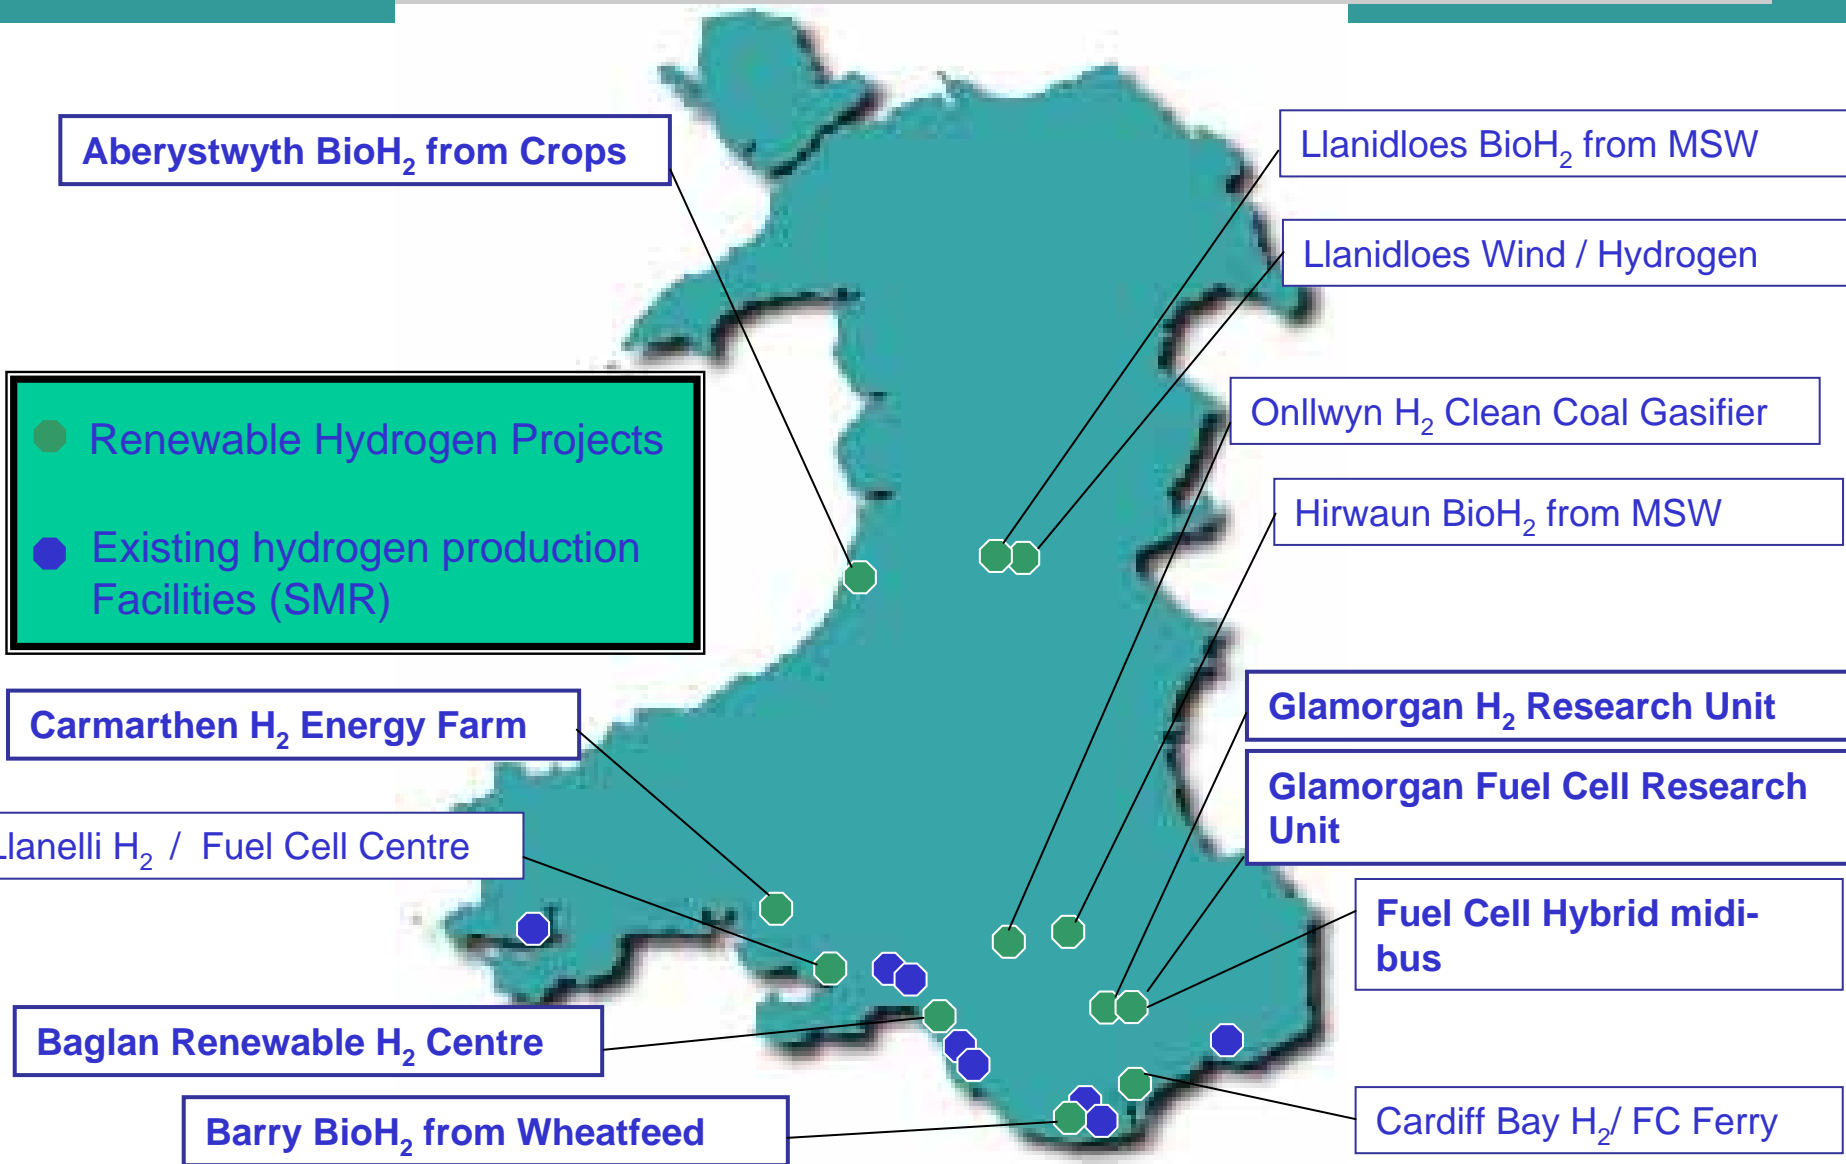 Aberystwyth BioH₂ from Crops
Llanidloes BioH₂ from MSW
Llanidloes Wind / Hydrogen
Renewable Hydrogen Projects
Existing hydrogen production
Facilities (SMR)
Onllwyn H₂ Clean Coal Gasifier
Hirwaun BioH₂ from MSW
Carmarthen H₂ Energy Farm
Glamorgan H₂ Research Unit
Glamorgan Fuel Cell Research
Unit
Llanelli H₂ / Fuel Cell Centre
Fuel Cell Hybrid midi-
bus
Baglan Renewable H₂ Centre
Barry BioH₂ from Wheatfeed
Cardiff Bay H₂/ FC Ferry